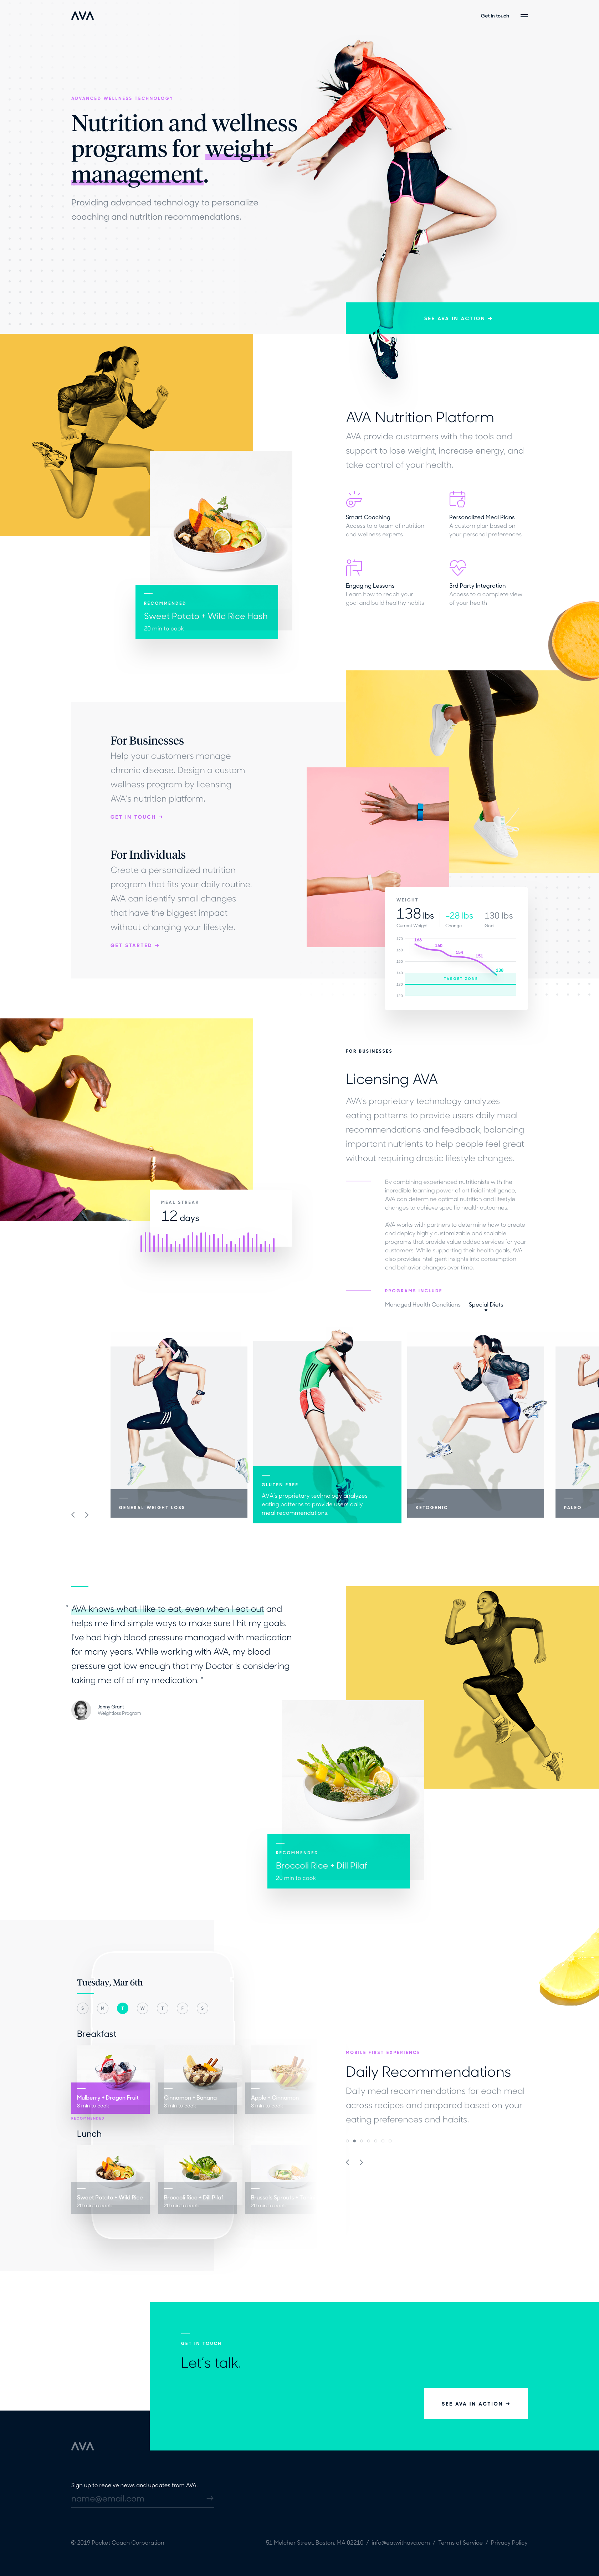 AVA
Get in touch
ADVANCED WELLNESS TECHNOLOGY
Nutrition and wellness
programs for weight
management.
Providing advanced technology to personalize
coaching and nutrition recommendations.
SEE AVA IN ACTION →
AVA Nutrition Platform
AVA provide customers with the tools and
support to lose weight, increase energy, and
take control of your health.
Smart Coaching
Access to a team of nutrition
and wellness experts
Personalized Meal Plans
A custom plan based on
your personal preferences
Engaging Lessons
Learn how to reach your
goal and build healthy habits
3rd Party Integration
Access to a complete view
of your health
RECOMMENDED
Sweet Potato + Wild Rice Hash
20 min to cook
For Businesses
Help your customers manage
chronic disease. Design a custom
wellness program by licensing
AVA's nutrition platform.
GET IN TOUCH →
For Individuals
Create a personalized nutrition
program that fits your daily routine.
AVA can identify small changes
that have the biggest impact
without changing your lifestyle.
GET STARTED →
WEIGHT
138 lbs
Current Weight
-28 lbs
Change
130 lbs
Goal
170
160
150
140
130
120
TARGET ZONE
138
FOR BUSINESSES
Licensing AVA
AVA's proprietary technology analyzes
eating patterns to provide users daily meal
recommendations and feedback, balancing
important nutrients to help people feel great
without requiring drastic lifestyle changes.
By combining experienced nutritionists with the
incredible learning power of artificial intelligence,
AVA can determine optimal nutrition and lifestyle
changes to achieve specific health outcomes.
AVA works with partners to determine how to create
and deploy highly customizable and scalable
programs that provide value added services for your
customers. While supporting their health goals, AVA
also provides intelligent insights into consumption
and behavior changes over time.
MEAL STREAK
12 days
PROGRAMS INCLUDE
Managed Health Conditions
Special Diets
GENERAL WEIGHT LOSS
GLUTEN FREE
AVA's proprietary technology analyzes
eating patterns to provide users daily
meal recommendations.
KETOGENIC
PALEO
" AVA knows what I like to eat, even when I eat out and
helps me find simple ways to make sure I hit my goals.
I've had high blood pressure managed with medication
for many years. While working with AVA, my blood
pressure got low enough that my Doctor is considering
taking me off of my medication. "
Jenny Grant
Weightloss Program
RECOMMENDED
Broccoli Rice + Dill Pilaf
20 min to cook
Tuesday, Mar 6th
S M T W T F S
Breakfast
Mulberry + Dragon Fruit
8 min to cook
RECOMMENDED
Cinnamon + Banana
8 min to cook
Apple + Cinnamon
8 min to cook
Lunch
Sweet Potato + Wild Rice
20 min to cook
Broccoli Rice + Dill Pilaf
20 min to cook
Brussels Sprouts
20 min to cook
MOBILE FIRST EXPERIENCE
Daily Recommendations
Daily meal recommendations for each meal
across recipes and prepared based on your
eating preferences and habits.
GET IN TOUCH
Let's talk.
SEE AVA IN ACTION →
AVA
Sign up to receive news and updates from AVA.
name@email.com
© 2019 Pocket Coach Corporation
51 Melcher Street, Boston, MA 02210 / info@eatwithava.com / Terms of Service / Privacy Policy